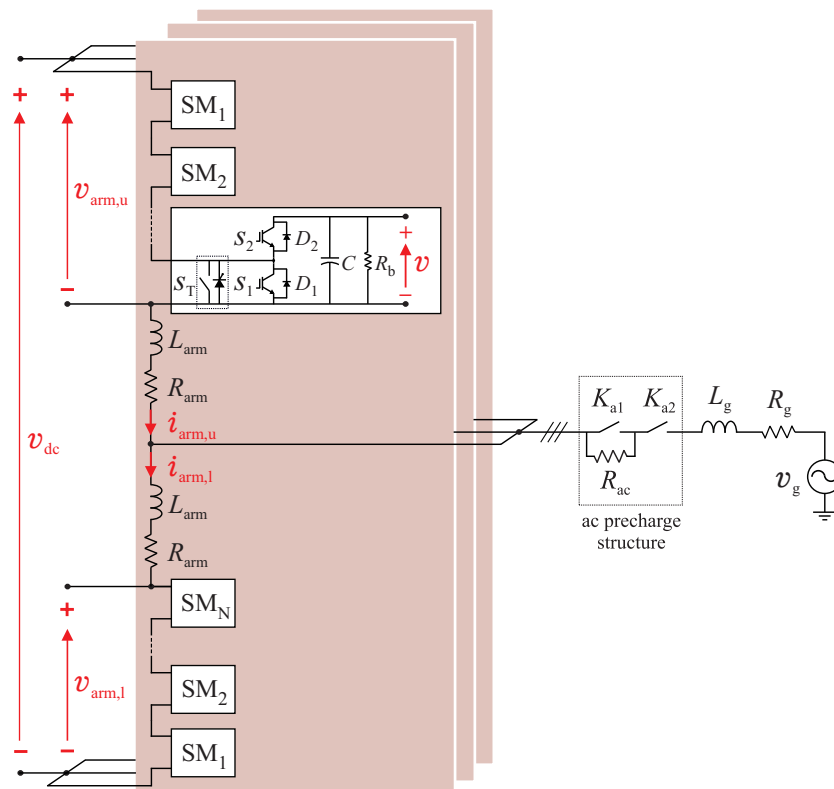 SM1
+ +
SM2
varm,u
S2 D2
+
C Rb v
ST S1 D1
−
−
Larm
Rarm
Ka1 Ka2 Lg Rg
iarm,u
vdc
iarm,l
Rac
vg
Larm
ac precharge
structure
Rarm
SMN
+
varm,l
SM2
SM1
− −